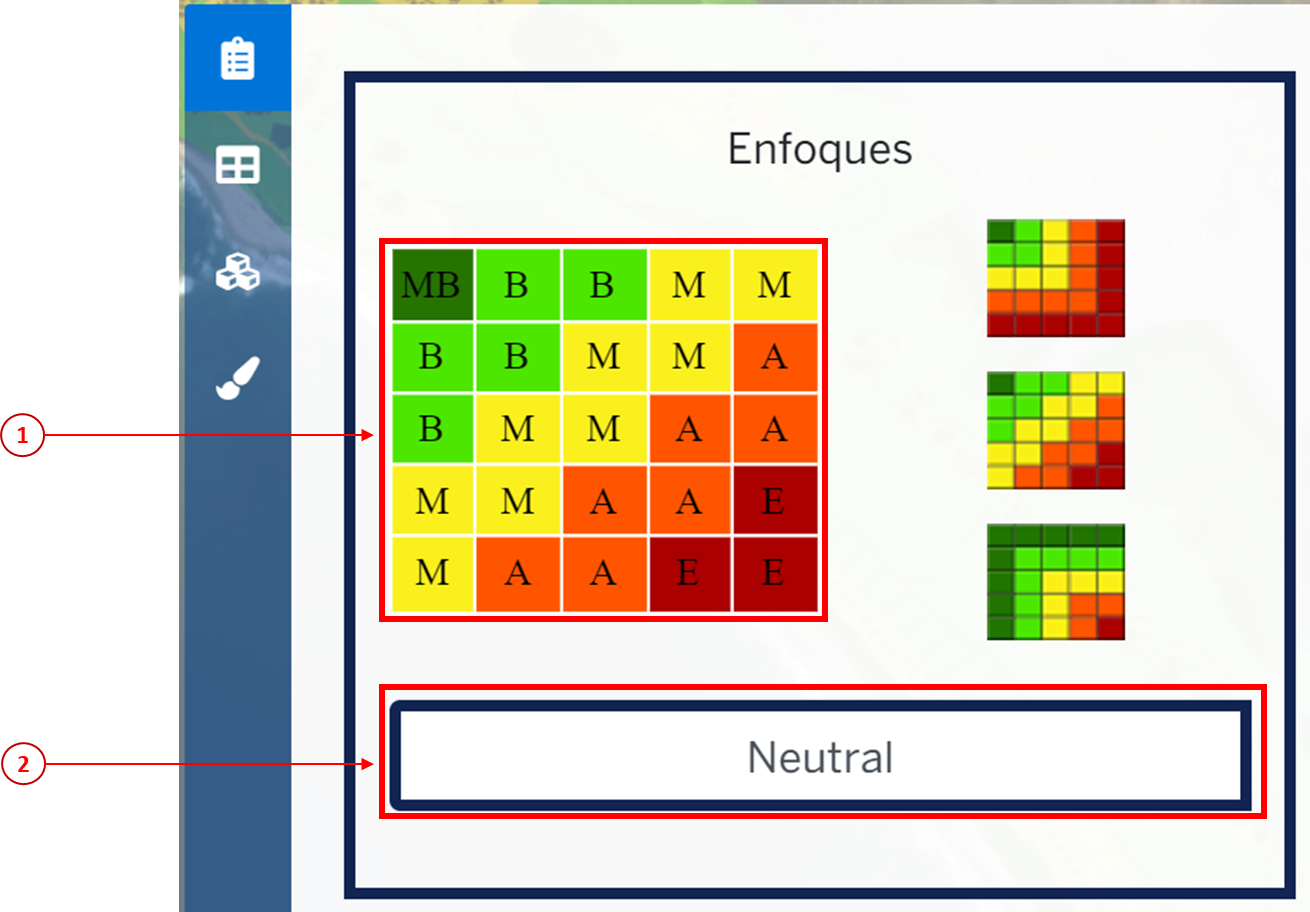 Enfoques
MB B B M M
B B M M A
1
B M M A A
M M A A E
M A A E E
2
Neutral